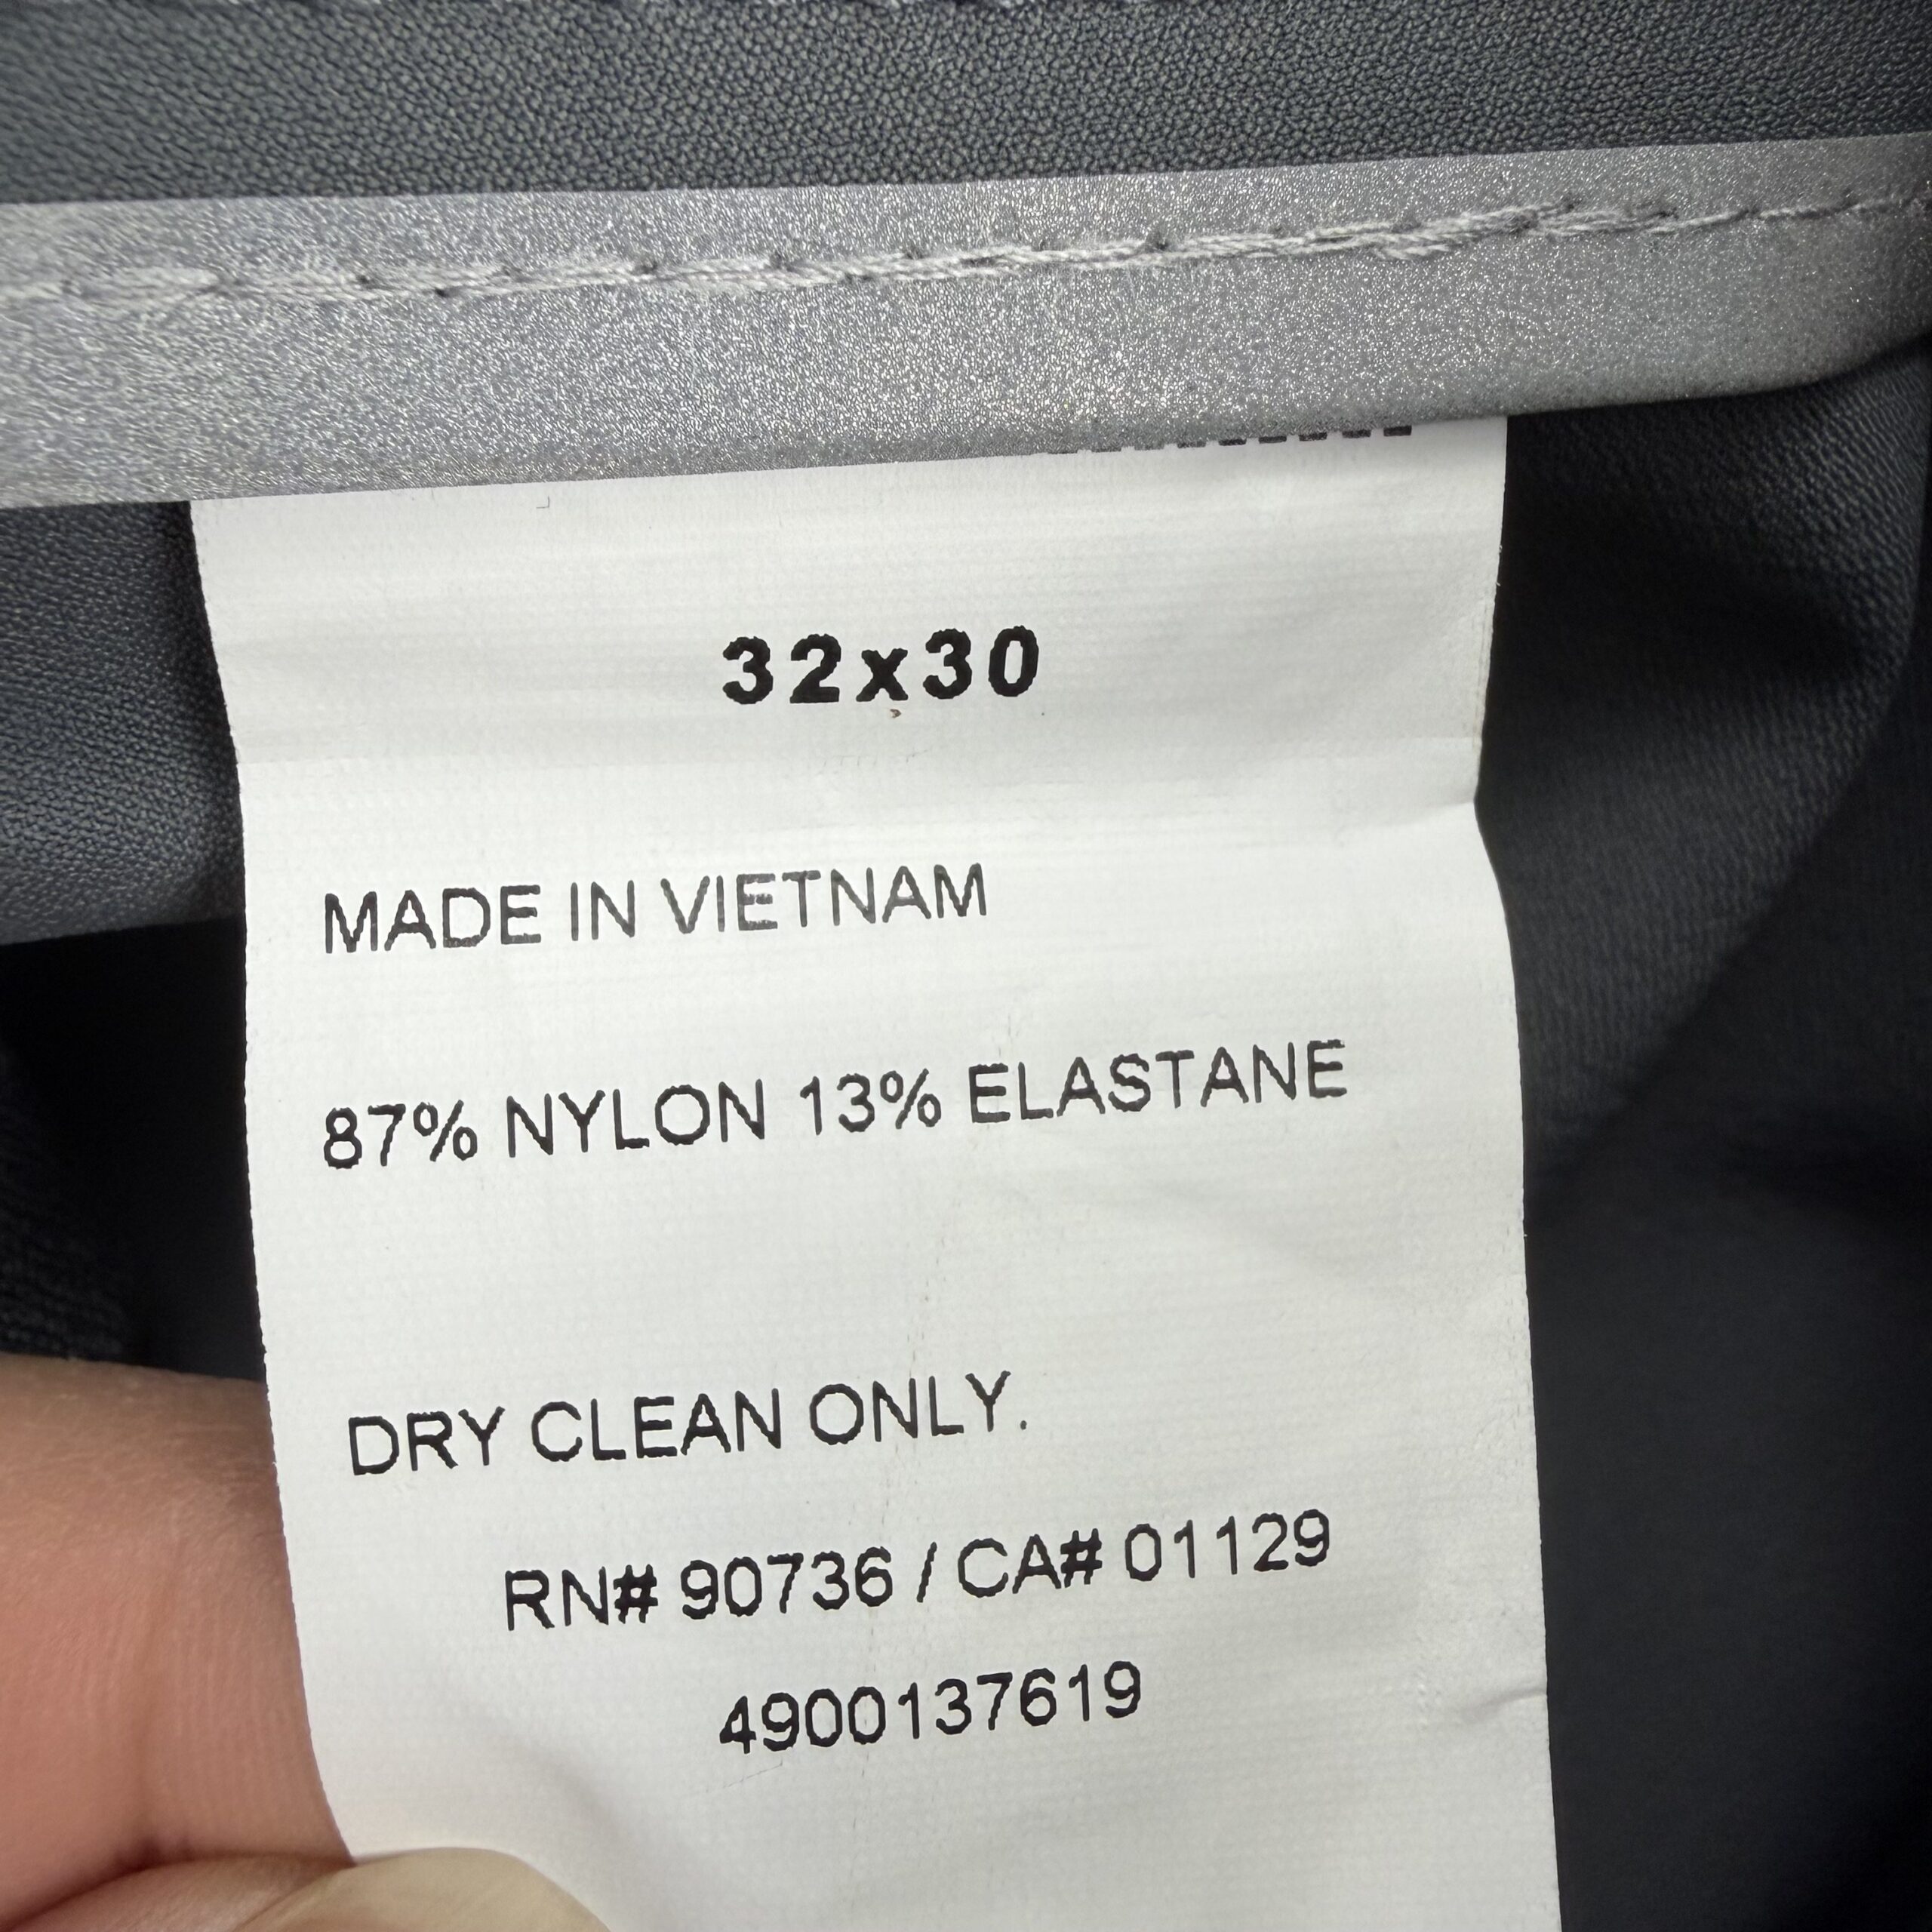 32x30
MADE IN VIETNAM
87% NYLON 13% ELASTANE
DRY CLEAN ONLY.
RN# 90736 / CA# 01129
4900137619